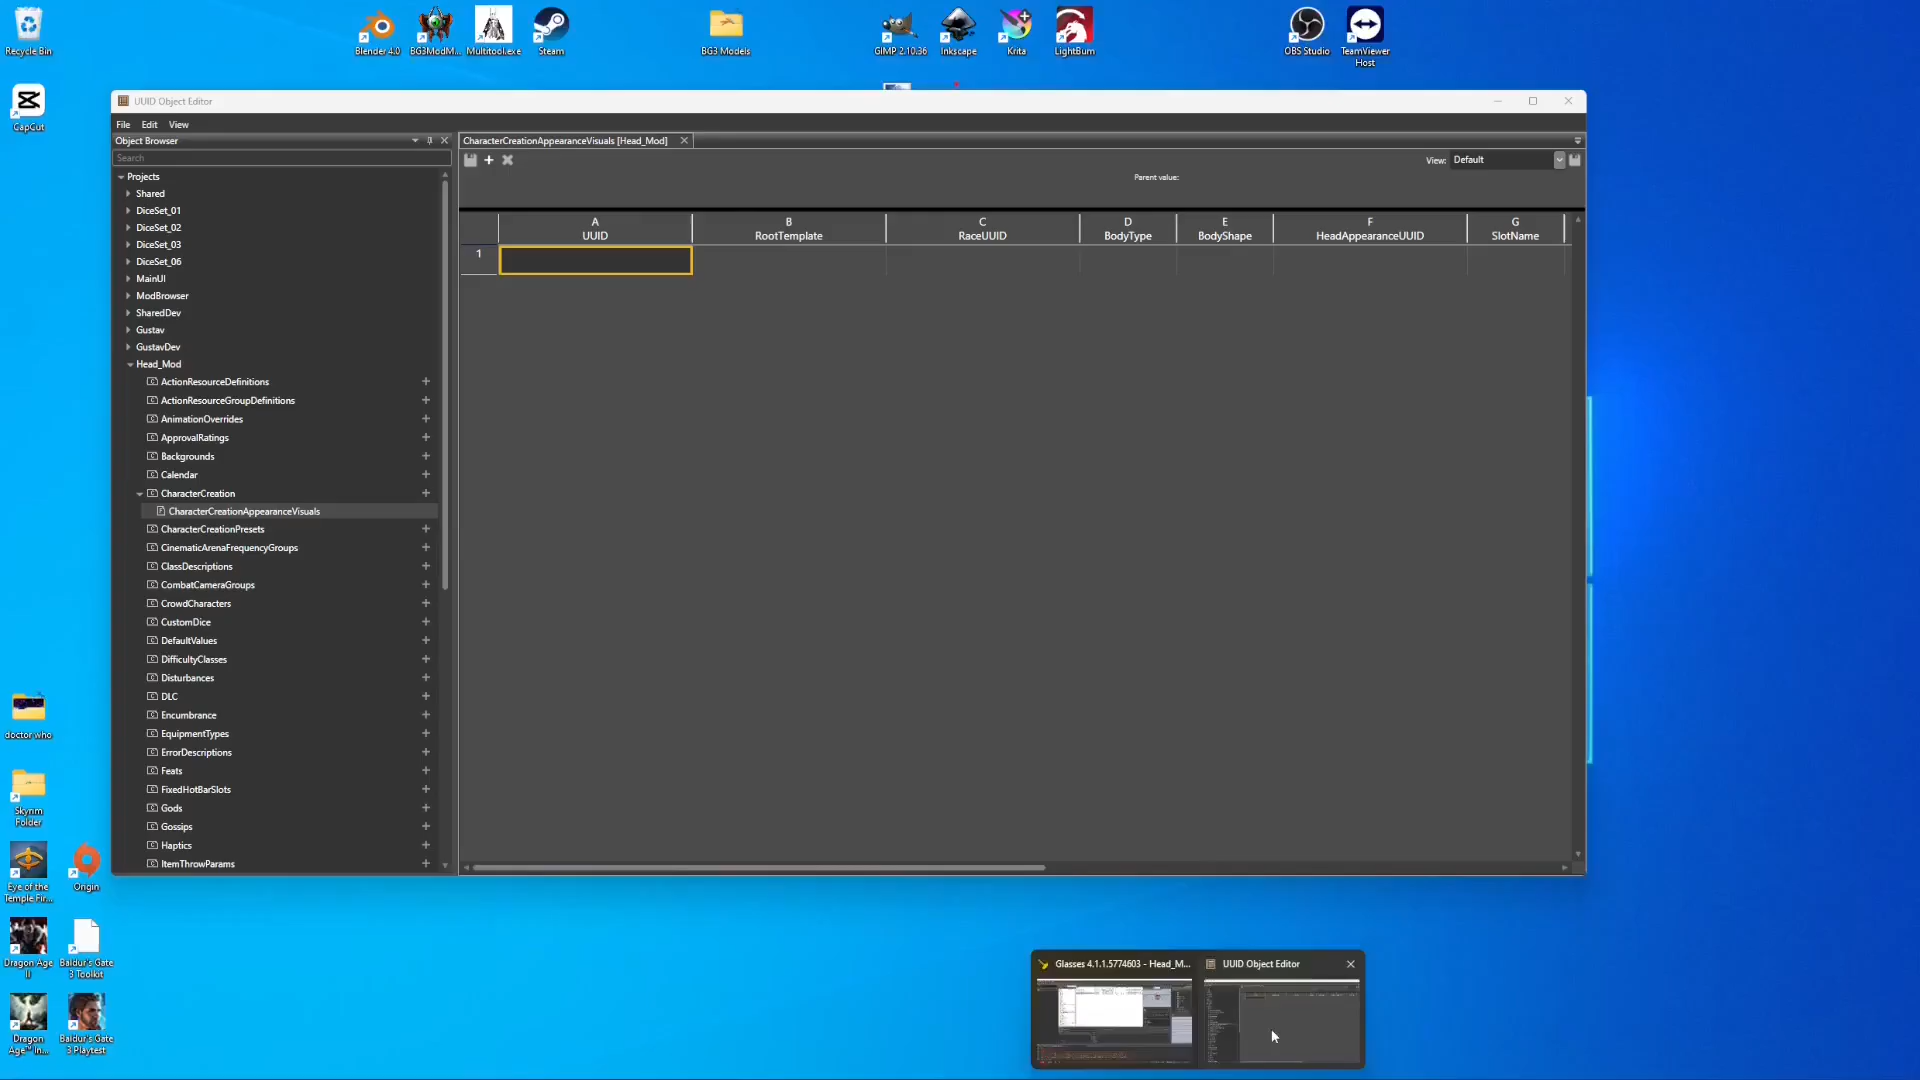 Recycle Bin
CapCut
Blender 4.0
BG3ModM...
Multitool.exe
Steam
BG3 Models
GIMP 2.10.36
Inkscape
Krita
LightBurn
OBS Studio
TeamViewer
Host
UUID Object Editor
File Edit View
Object Browser
Search
Projects
Shared
DiceSet_01
DiceSet_02
DiceSet_03
DiceSet_06
MainUI
ModBrowser
SharedDev
Gustav
GustavDev
Head_Mod
ActionResourceDefinitions
ActionResourceGroupDefinitions
AnimationOverrides
ApprovalRatings
Backgrounds
Calendar
CharacterCreation
CharacterCreationAppearanceVisuals
CharacterCreationPresets
CinematicArenaFrequencyGroups
ClassDescriptions
CombatCameraGroups
CrowdCharacters
CustomDice
DefaultValues
DifficultyClasses
Disturbances
DLC
Encumbrance
EquipmentTypes
ErrorDescriptions
Feats
FixedHotBarSlots
Gods
Gossips
Haptics
ItemThrowParams
CharacterCreationAppearanceVisuals [Head_Mod]
View: Default
Parent value:
A B C D E F G
UUID RootTemplate RaceUUID BodyType BodyShape HeadAppearanceUUID SlotName
1
doctor who
Skyrim
Folder
Eye of the
Temple Fir...
Origin
Dragon Age
II
Baldur's Gate
3 Toolkit
Dragon
Age™ In...
Baldur's Gate
3 Playtest
Glasses 4.1.1.5774603 - Head_M...
UUID Object Editor